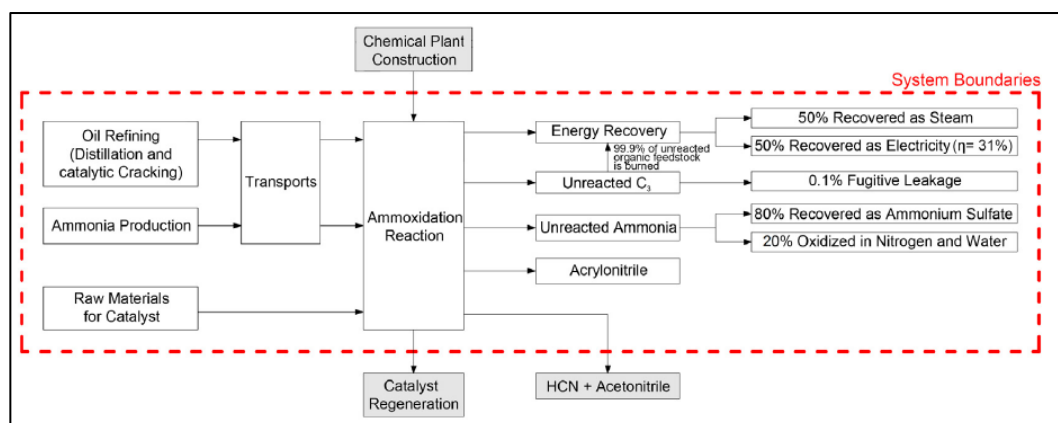 Chemical Plant
Construction
System Boundaries
Oil Refining
(Distillation and
catalytic Cracking)
Transports
Ammonia Production
Raw Materials
for Catalyst
Ammoxidation
Reaction
Energy Recovery
99.9% of unreacted
organic feedstock
is burned
Unreacted C3
Unreacted Ammonia
Acrylonitrile
50% Recovered as Steam
50% Recovered as Electricity (η= 31%)
0.1% Fugitive Leakage
80% Recovered as Ammonium Sulfate
20% Oxidized in Nitrogen and Water
Catalyst
Regeneration
HCN + Acetonitrile